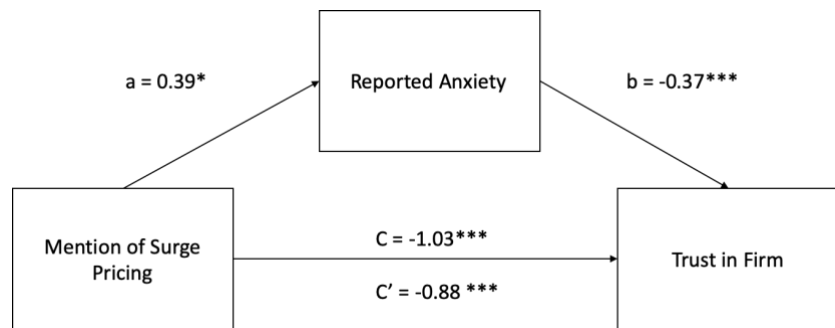 Reported Anxiety
a = 0.39*
b = -0.37***
Mention of Surge
Pricing
C = -1.03***
C′ = -0.88 ***
Trust in Firm